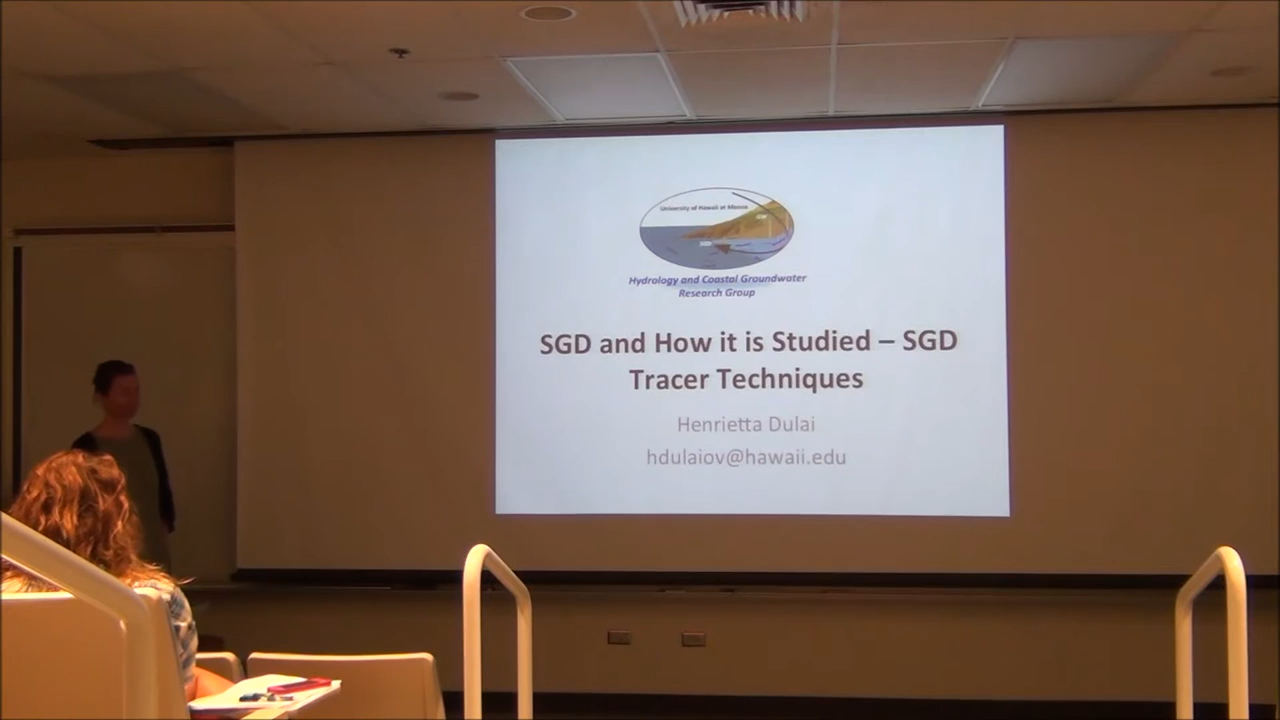 University of Hawaii at Manoa
Hydrology and Coastal Groundwater
Research Group
SGD and How it is Studied – SGD
Tracer Techniques
Henrietta Dulai
hdulaiov@hawaii.edu